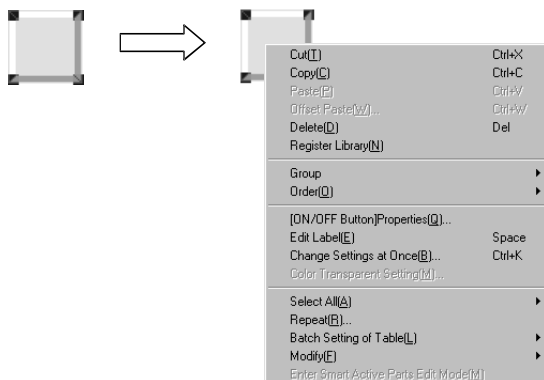 Cut(T) Ctrl+X
Copy(C) Ctrl+C
Paste(P) Ctrl+V
Offset Paste(W)... Ctrl+W
Delete(D) Del
Register Library(N)
Group
Order(O)
[ON/OFF Button]Properties(Q)...
Edit Label(E) Space
Change Settings at Once(B)... Ctrl+K
Color Transparent Setting(M)...
Select All(A)
Repeat(R)...
Batch Setting of Table(L)
Modify(F)
Enter Smart Active Parts Edit Mode(M)